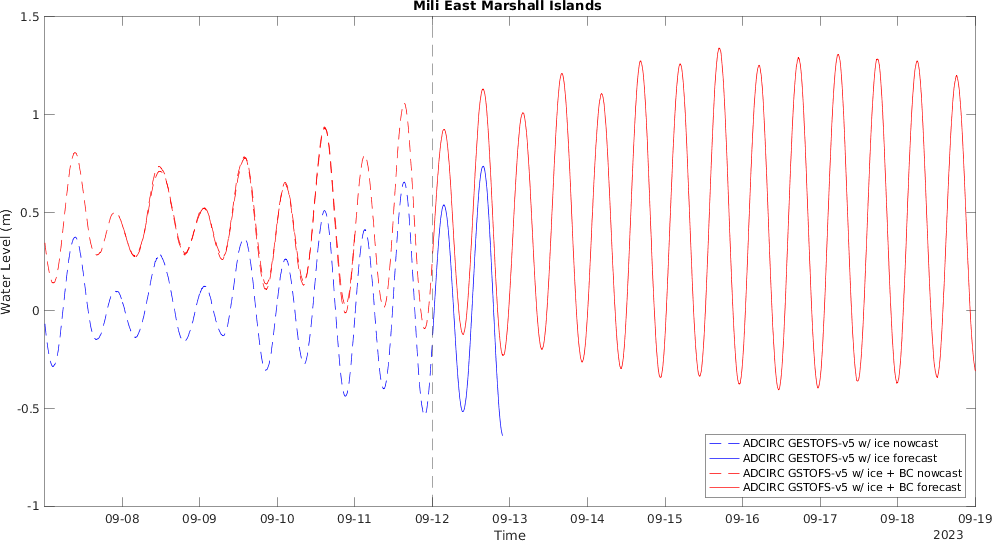 Mili East Marshall Islands
1.5
1
0.5
0
-0.5
-1
Water Level (m)
ADCIRC GESTOFS-v5 w/ ice nowcast
ADCIRC GESTOFS-v5 w/ ice forecast
ADCIRC GSTOFS-v5 w/ ice + BC nowcast
ADCIRC GSTOFS-v5 w/ ice + BC forecast
09-08 09-09 09-10 09-11 09-12 09-13 09-14 09-15 09-16 09-17 09-18 09-19
Time
2023